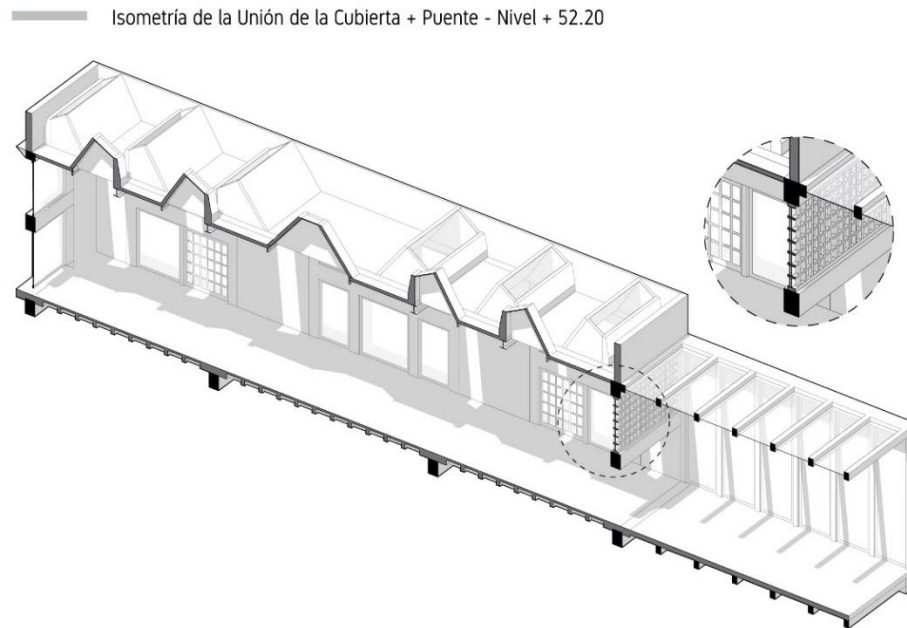 Isometría de la Unión de la Cubierta + Puente - Nivel + 52.20